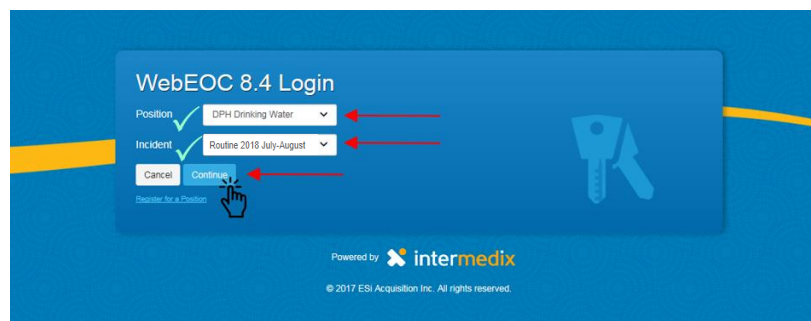 WebEOC 8.4 Login
Position DPH Drinking Water
Incident Routine 2018 July-August
Cancel Continue
Register for a Position
Powered by intermedix
© 2017 ESi Acquisition Inc. All rights reserved.